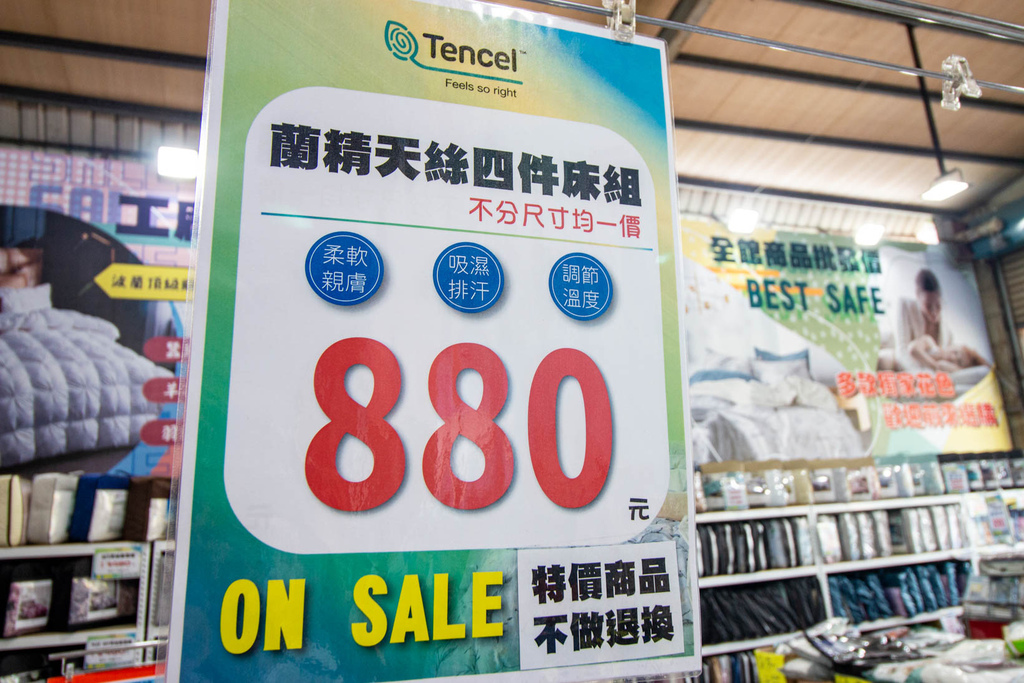 Tencel™
Feels so right
蘭精天絲四件床組
不分尺寸均一價
柔軟
親膚
吸濕
排汗
調節
溫度
880
元
ON SALE
特價商品
不做退換
全館商品批發價
BEST SAFE